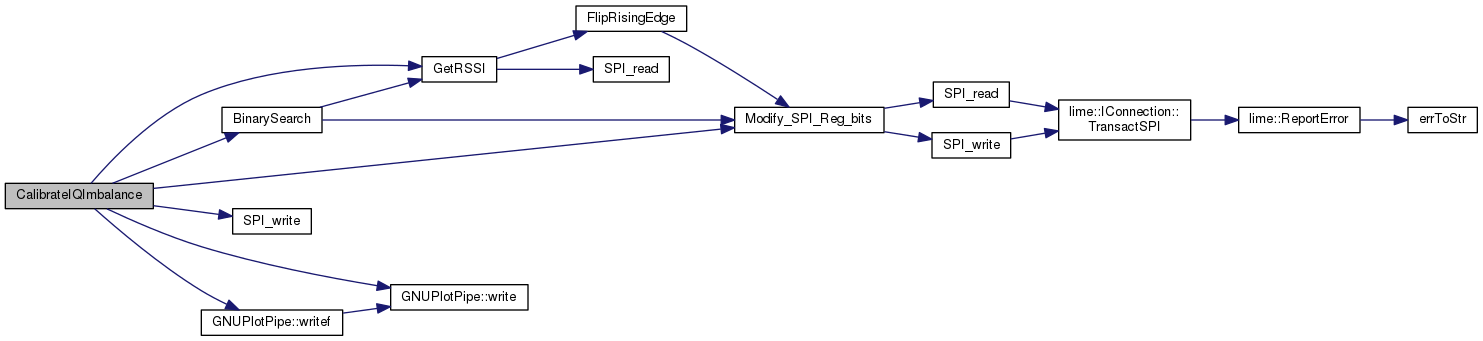 FlipRisingEdge
GetRSSI
SPI_read
BinarySearch
Modify_SPI_Reg_bits
SPI_read
SPI_write
lime::IConnection::
TransactSPI
lime::ReportError
errToStr
CalibrateIQImbalance
SPI_write
GNUPlotPipe::write
GNUPlotPipe::writef